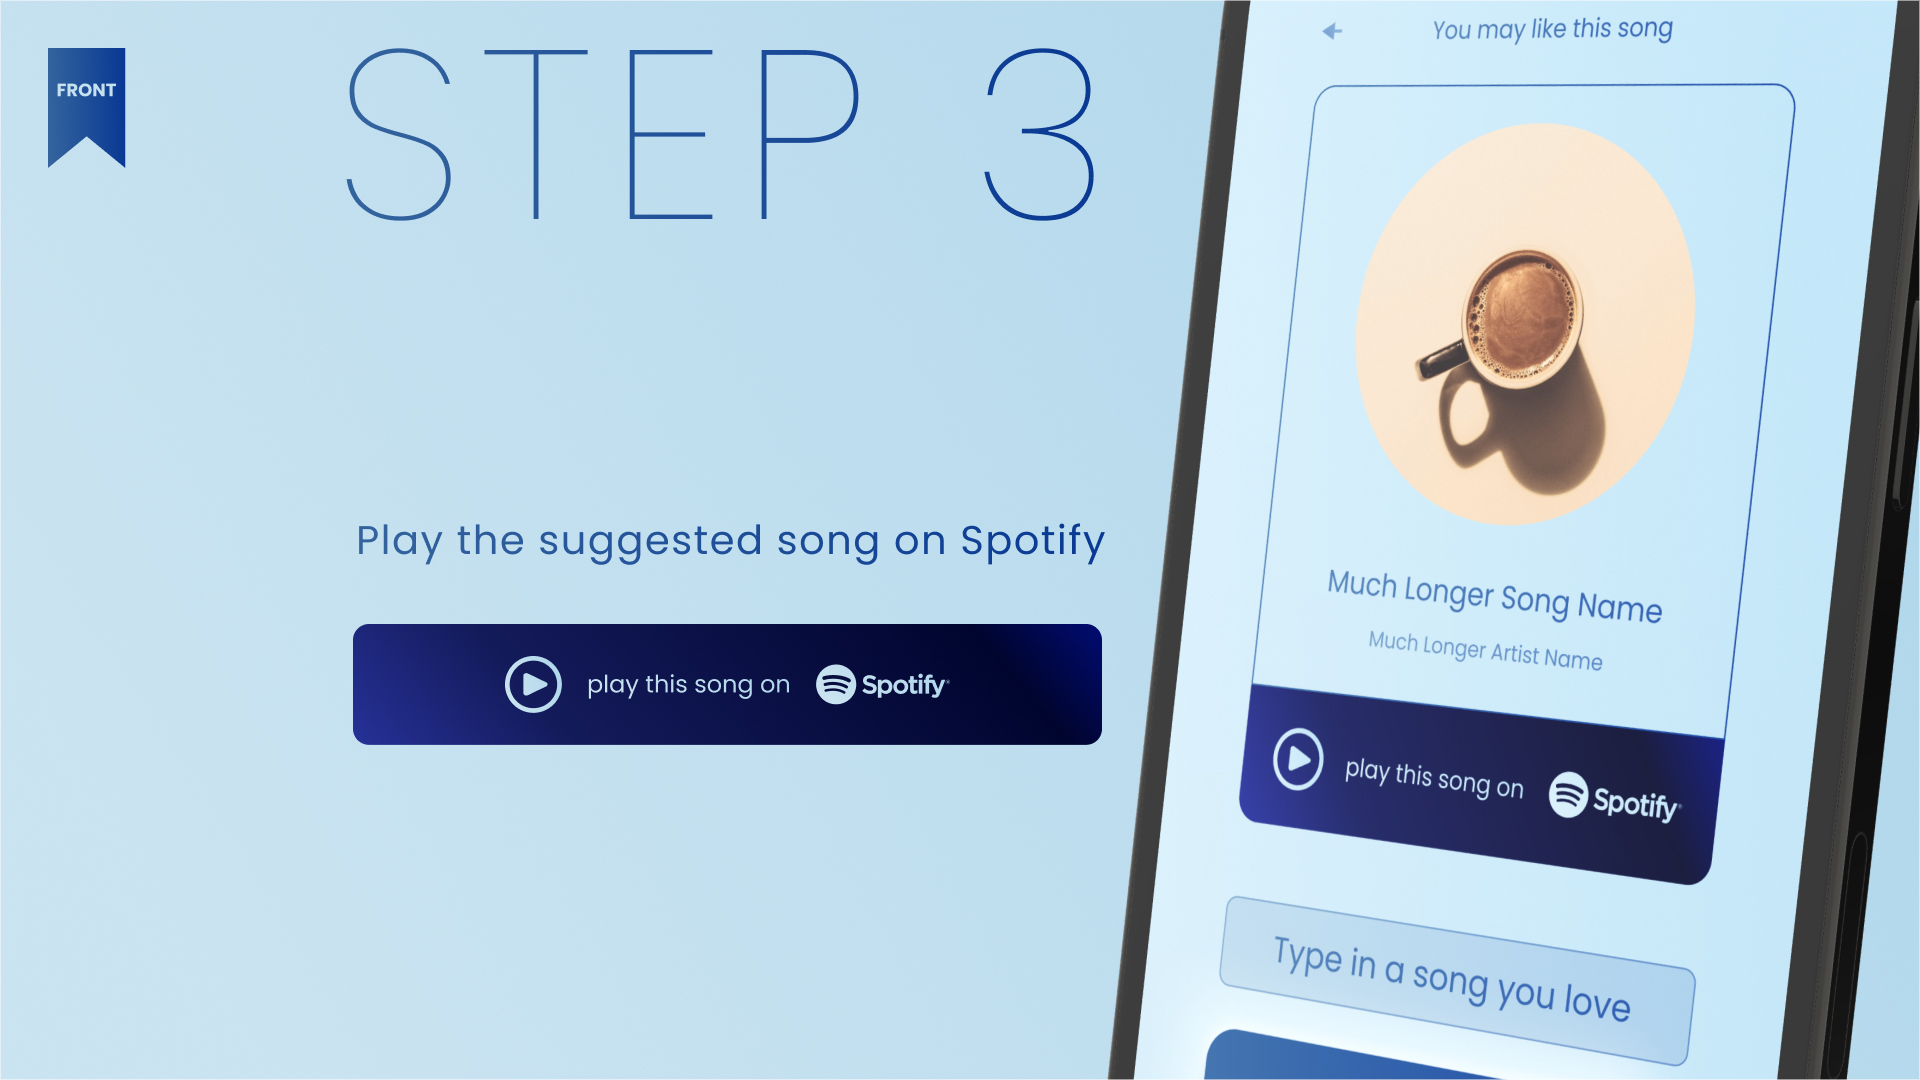 FRONT
STEP 3
Play the suggested song on Spotify
play this song on Spotify
You may like this song
Much Longer Song Name
Much Longer Artist Name
play this song on Spotify
Type in a song you love